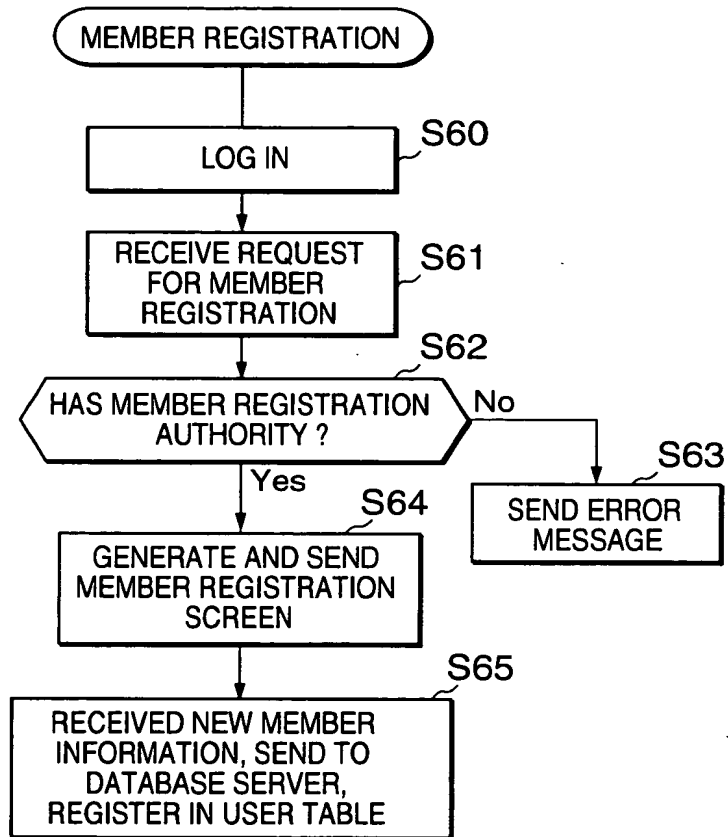 MEMBER REGISTRATION
S60
LOG IN
S61
RECEIVE REQUEST
FOR MEMBER
REGISTRATION
S62
HAS MEMBER REGISTRATION
AUTHORITY ?
No
Yes
S63
SEND ERROR
MESSAGE
S64
GENERATE AND SEND
MEMBER REGISTRATION
SCREEN
S65
RECEIVED NEW MEMBER
INFORMATION, SEND TO
DATABASE SERVER,
REGISTER IN USER TABLE